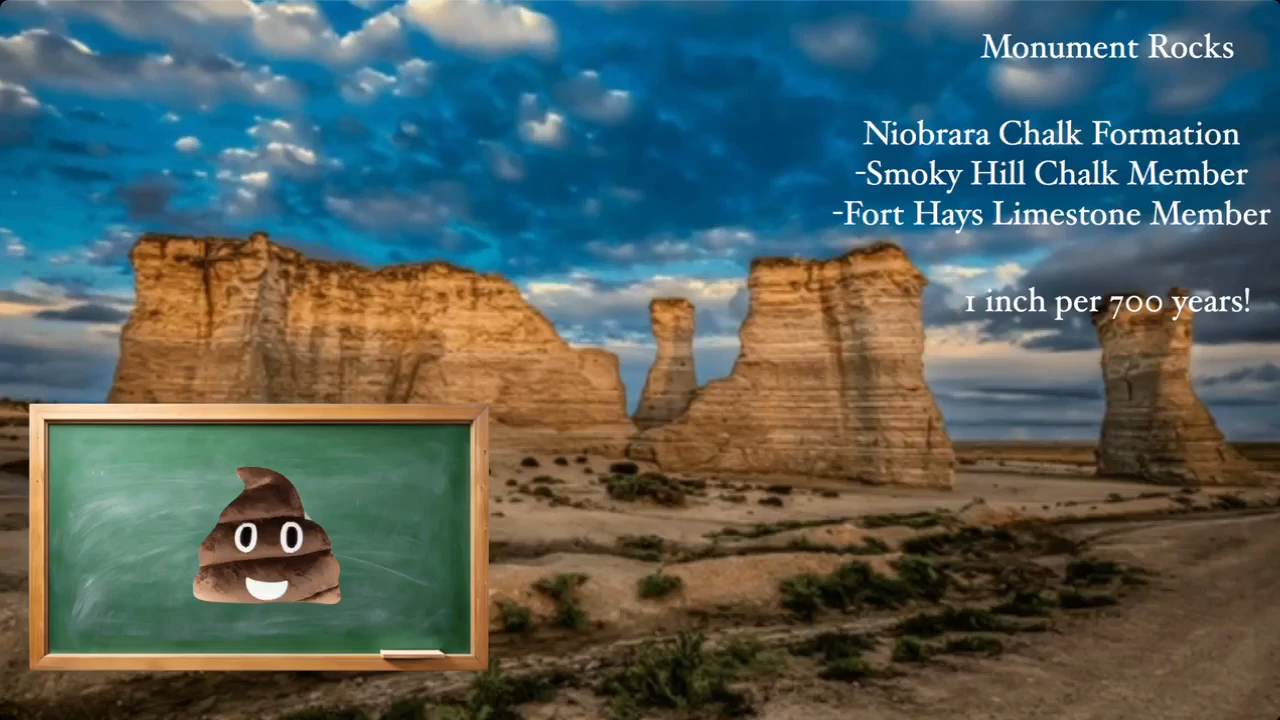 Monument Rocks
Niobrara Chalk Formation
-Smoky Hill Chalk Member
-Fort Hays Limestone Member
1 inch per 700 years!